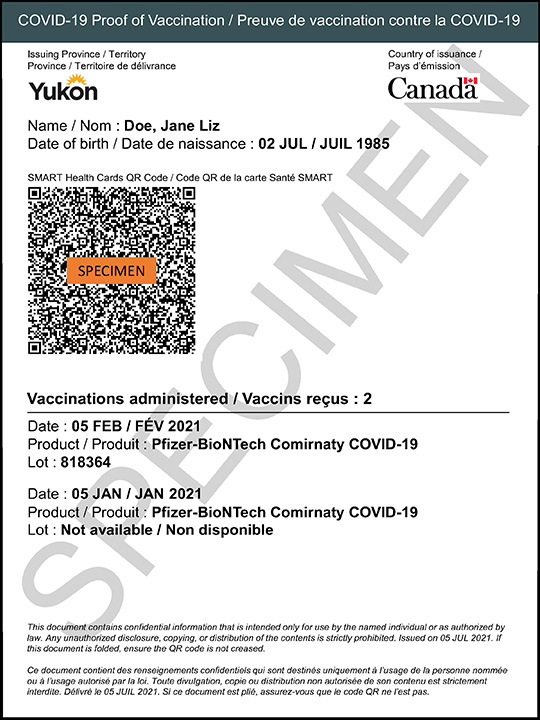 COVID-19 Proof of Vaccination / Preuve de vaccination contre la COVID-19
Issuing Province / Territory
Province / Territoire de délivrance
Country of issuance /
Pays d'émission
Yukon
Canada
Name / Nom : Doe, Jane Liz
Date of birth / Date de naissance : 02 JUL / JUIL 1985
SMART Health Cards QR Code / Code QR de la carte Santé SMART
SPECIMEN
SPECIMEN
Vaccinations administered / Vaccins reçus : 2
Date : 05 FEB / FÉV 2021
Product / Produit : Pfizer-BioNTech Comirnaty COVID-19
Lot : 818364
Date : 05 JAN / JAN 2021
Product / Produit : Pfizer-BioNTech Comirnaty COVID-19
Lot : Not available / Non disponible
This document contains confidential information that is intended only for use by the named individual or as authorized by
law. Any unauthorized disclosure, copying, or distribution of the contents is strictly prohibited. Issued on 05 JUL 2021. If
this document is folded, ensure the QR code is not creased.
Ce document contient des renseignements confidentiels qui sont destinés uniquement à l'usage de la personne nommée
ou à l'usage autorisé par la loi. Toute divulgation, copie ou distribution non autorisée de son contenu est strictement
interdite. Délivré le 05 JUIL 2021. Si ce document est plié, assurez-vous que le code QR ne l'est pas.